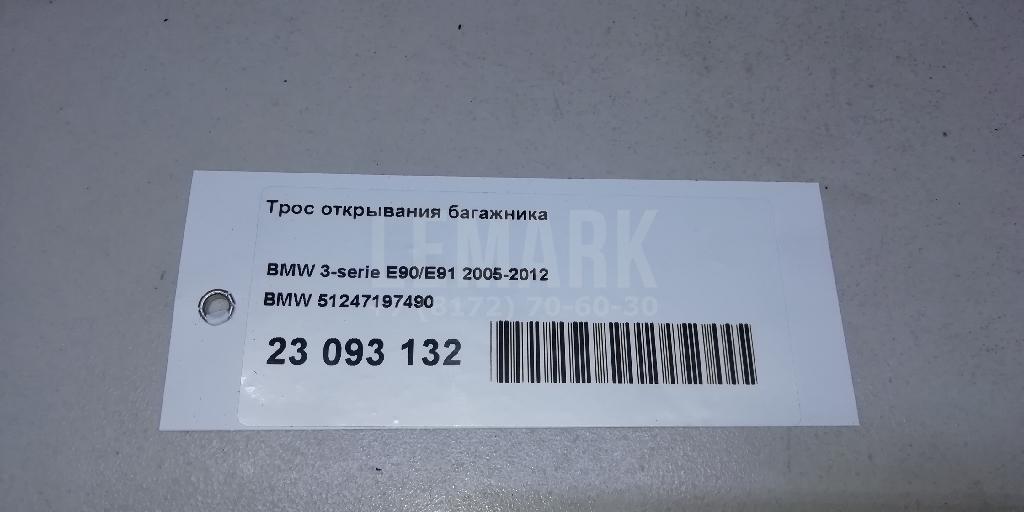 Трос открывания багажника
LEMARK
BMW 3-serie E90/E91 2005-2012
BMW 51247197490
(8172) 70-60-30
23 093 132